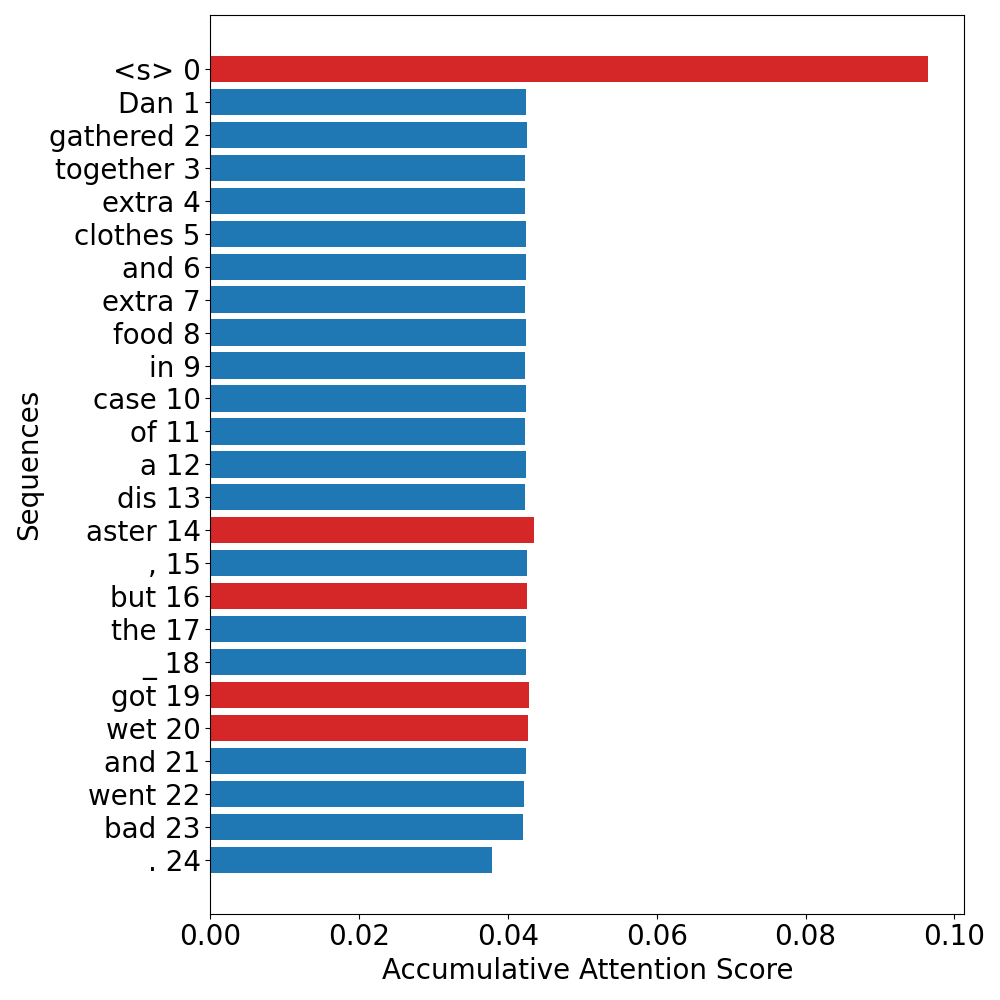 <s> 0
Dan 1
gathered 2
together 3
extra 4
clothes 5
and 6
extra 7
food 8
in 9
case 10
of 11
a 12
dis 13
aster 14
, 15
but 16
the 17
_ 18
got 19
wet 20
and 21
went 22
bad 23
. 24
Sequences
0.00 0.02 0.04 0.06 0.08 0.10
Accumulative Attention Score